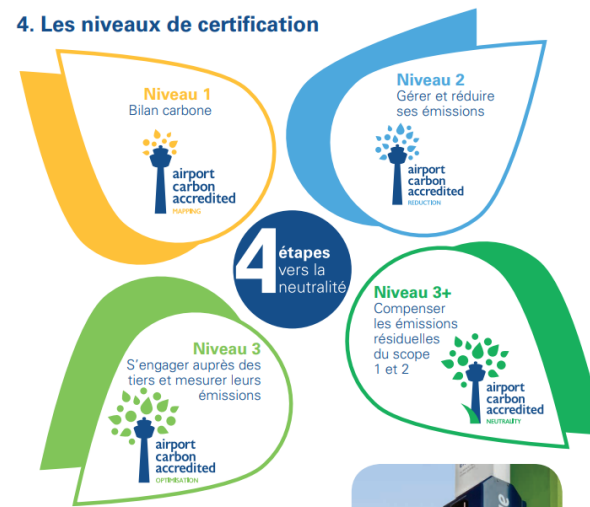 4. Les niveaux de certification
Niveau 1
Bilan carbone
airport
carbon
accredited
MAPPING
Niveau 2
Gérer et réduire
ses émissions
airport
carbon
accredited
REDUCTION
4
étapes
vers la
neutralité
Niveau 3
S'engager auprès des
tiers et mesurer leurs
émissions
airport
carbon
accredited
OPTIMISATION
Niveau 3+
Compenser
les émissions
résiduelles
du scope
1 et 2
airport
carbon
accredited
NEUTRALITY